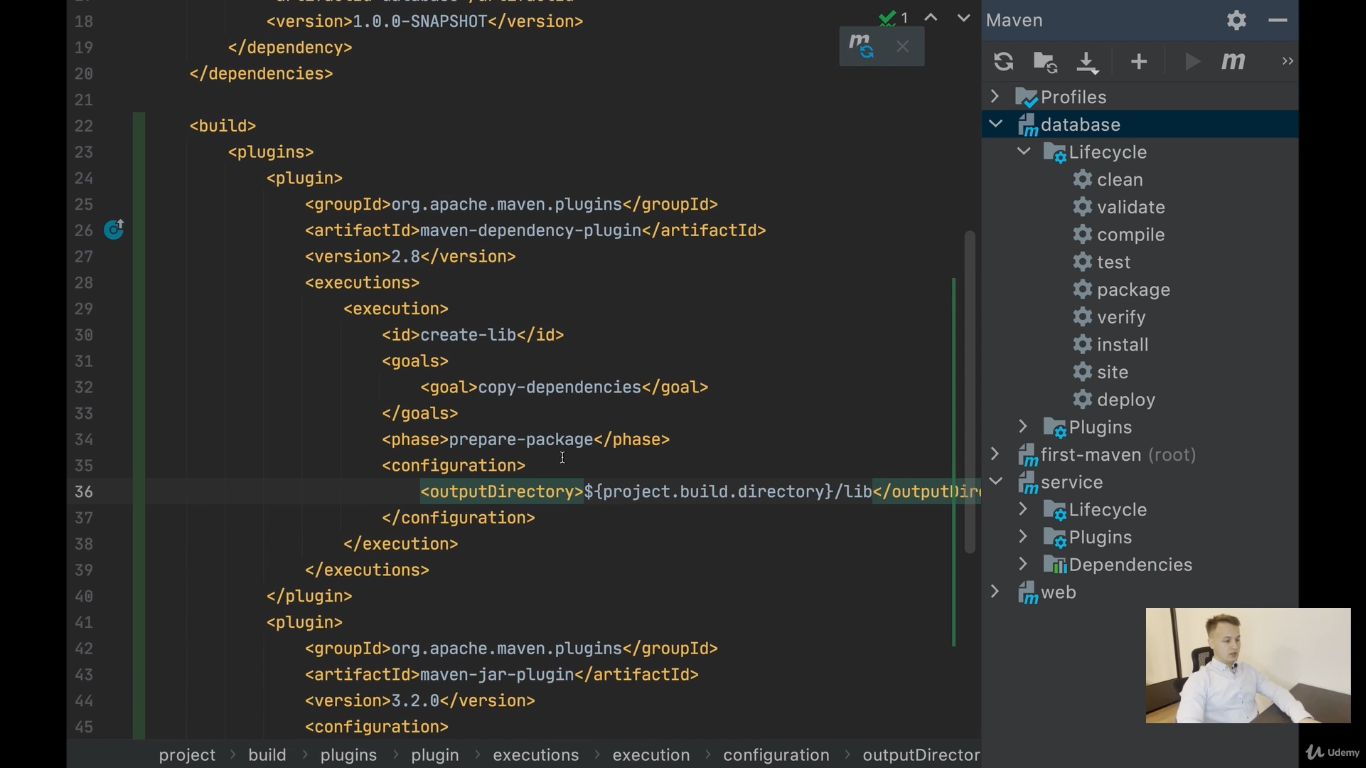 17
18 <version>1.0.0-SNAPSHOT</version>
19 </dependency>
20 </dependencies>
21
22 <build>
23 <plugins>
24 <plugin>
25 <groupId>org.apache.maven.plugins</groupId>
26 <artifactId>maven-dependency-plugin</artifactId>
27 <version>2.8</version>
28 <executions>
29 <execution>
30 <id>create-lib</id>
31 <goals>
32 <goal>copy-dependencies</goal>
33 </goals>
34 <phase>prepare-package</phase>
35 <configuration>
36 <outputDirectory>${project.build.directory}/lib</outputDire
37 </configuration>
38 </execution>
39 </executions>
40 </plugin>
41 <plugin>
42 <groupId>org.apache.maven.plugins</groupId>
43 <artifactId>maven-jar-plugin</artifactId>
44 <version>3.2.0</version>
45 <configuration>
project > build > plugins > plugin > executions > execution > configuration > outputDirector
1
m
Maven
m
»
Profiles
database
Lifecycle
clean
validate
compile
test
package
verify
install
site
deploy
Plugins
first-maven (root)
service
Lifecycle
Plugins
Dependencies
web
Udemy